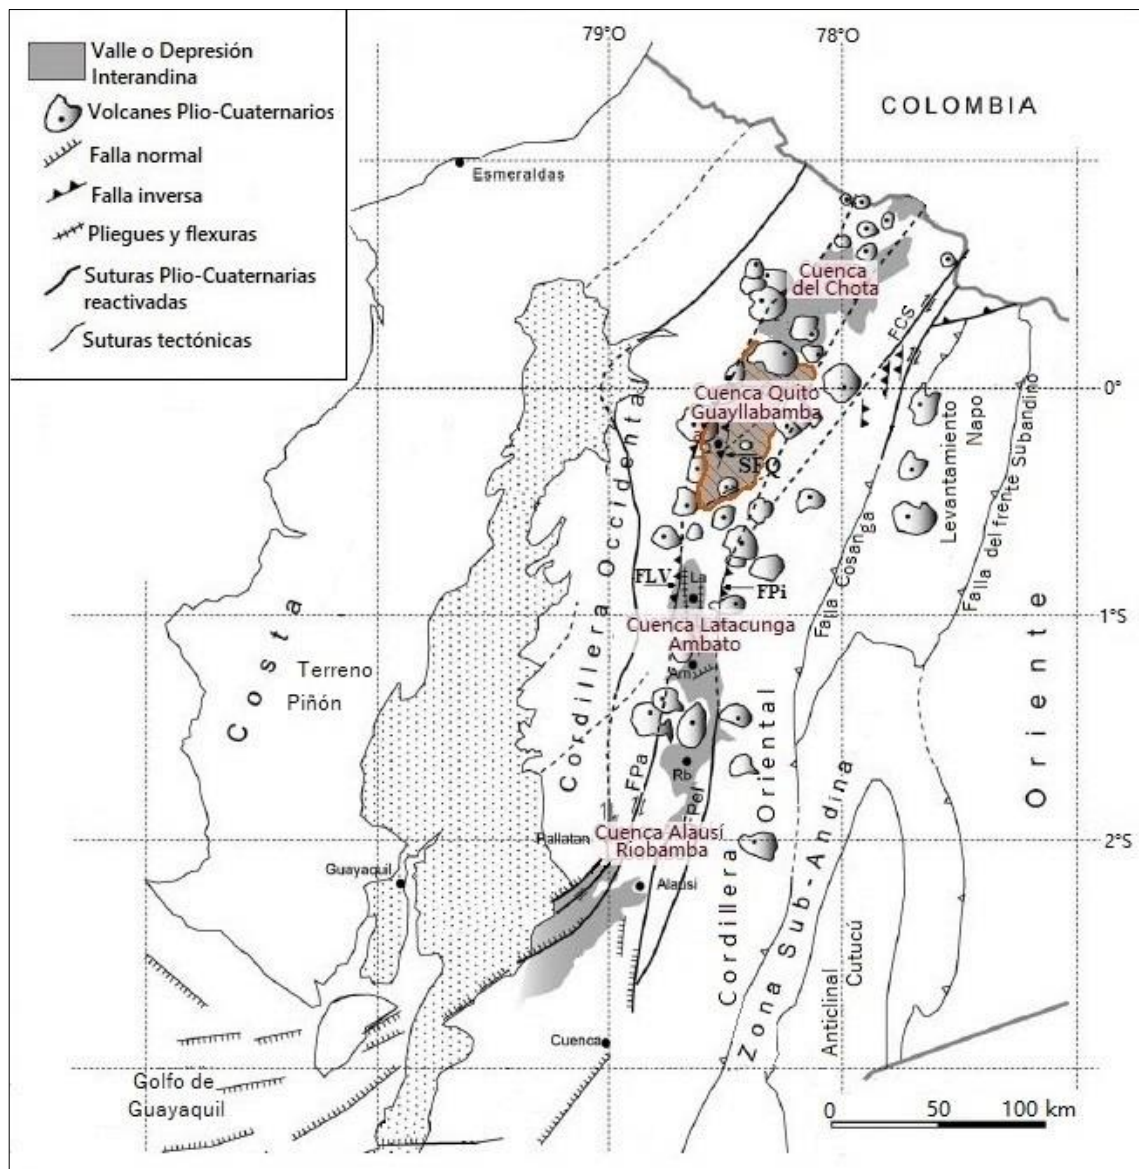 79°O
78°O
Valle o Depresión
Interandina
Volcanes Plio-Cuaternarios
Falla normal
Falla inversa
Pliegues y flexuras
Suturas Plio-Cuaternarias
reactivadas
Suturas tectónicas
COLOMBIA
Esmeraldas
Cuenca
del Chota
FCS
0°
Cuenca Quito
Guayllabamba
SFQ
Levantamiento
Napo
Falla del frente Subandino
Falla Cosanga
Cordillera Occidental
FLV
La
FPi
1°S
Cuenca Latacunga
Ambato
Am
Costa
Terreno
Piñón
Oriente
Rb
FPa
Pel
Cordillera Oriental
Zona Sub-Andina
Pallatan
Cuenca Alausí
Riobamba
2°S
Guayaquil
Alausí
Anticlinal
Cutucú
Cuenca
Golfo de
Guayaquil
0 50 100 km